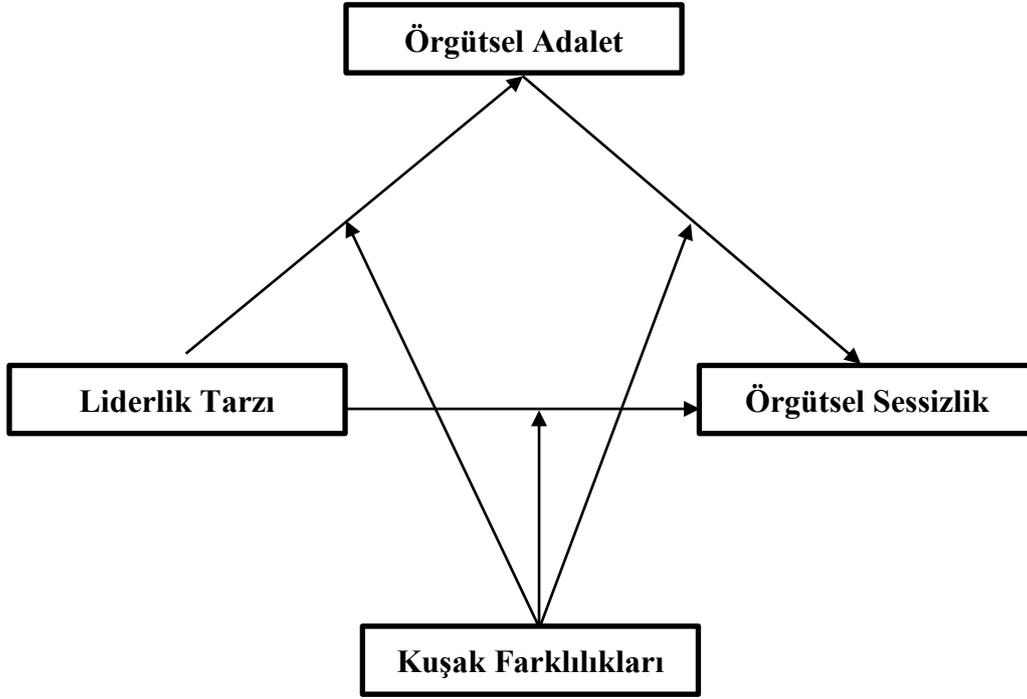 Örgütsel Adalet
Liderlik Tarzı
Örgütsel Sessizlik
Kuşak Farklılıkları